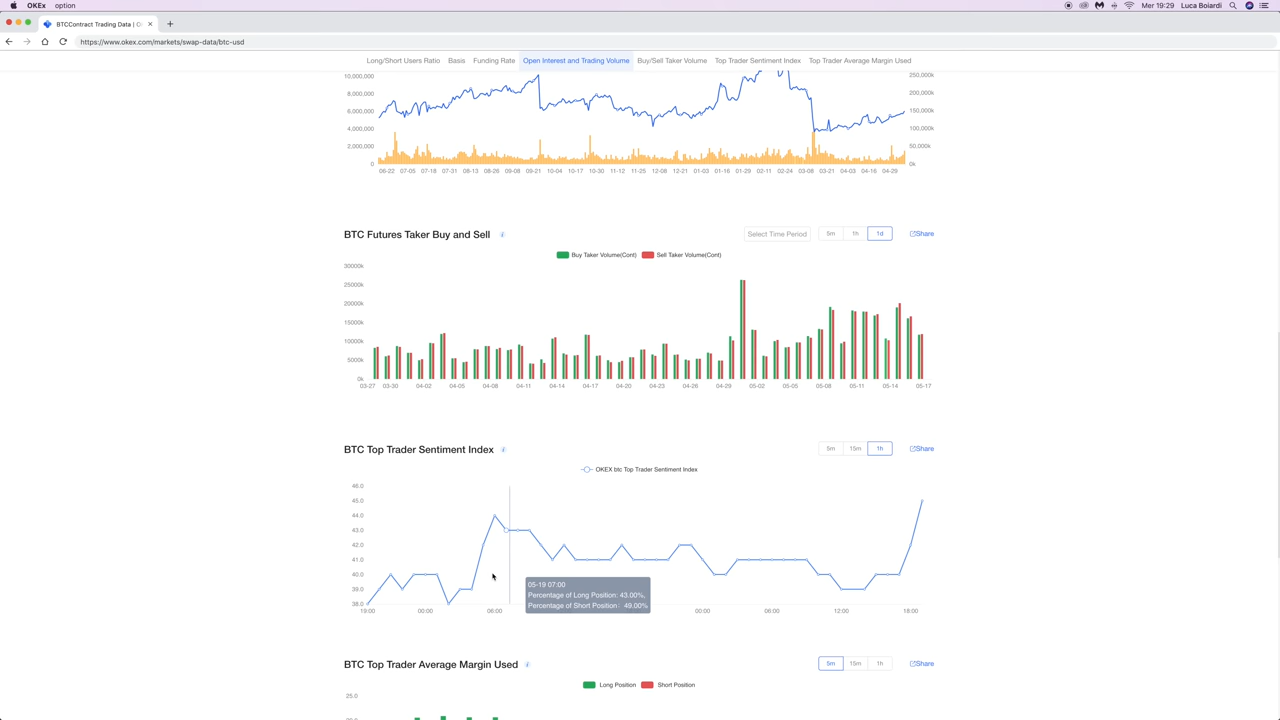 OKEx option Mer 19:29 Luca Boiardi
BTCContract Trading Data | O
https://www.okex.com/markets/swap-data/btc-usd
Long/Short Users Ratio Basis Funding Rate Open Interest and Trading Volume Buy/Sell Taker Volume Top Trader Sentiment Index Top Trader Average Margin Used
10,000,000 250,000k
8,000,000 200,000k
6,000,000 150,000k
4,000,000 100,000k
2,000,000 50,000k
0 0k
06-22 07-05 07-18 07-31 08-13 08-26 09-08 09-21 10-04 10-17 10-30 11-12 11-25 12-08 12-21 01-03 01-16 01-29 02-11 02-24 03-08 03-21 04-03 04-16 04-29
BTC Futures Taker Buy and Sell i Select Time Period 5m 1h 1d Share
Buy Taker Volume(Cont) Sell Taker Volume(Cont)
30000k
25000k
20000k
15000k
10000k
5000k
0k
03-27 03-30 04-02 04-05 04-08 04-11 04-14 04-17 04-20 04-23 04-26 04-29 05-02 05-05 05-08 05-11 05-14 05-17
BTC Top Trader Sentiment Index i 5m 15m 1h Share
OKEX btc Top Trader Sentiment Index
46.0
45.0
44.0
43.0
42.0
41.0
40.0
39.0
38.0
05-19 07:00
Percentage of Long Position: 43.00%,
Percentage of Short Position: 49.00%
19:00 00:00 06:00 00:00 06:00 12:00 18:00
BTC Top Trader Average Margin Used i 5m 15m 1h Share
Long Position Short Position
25.0